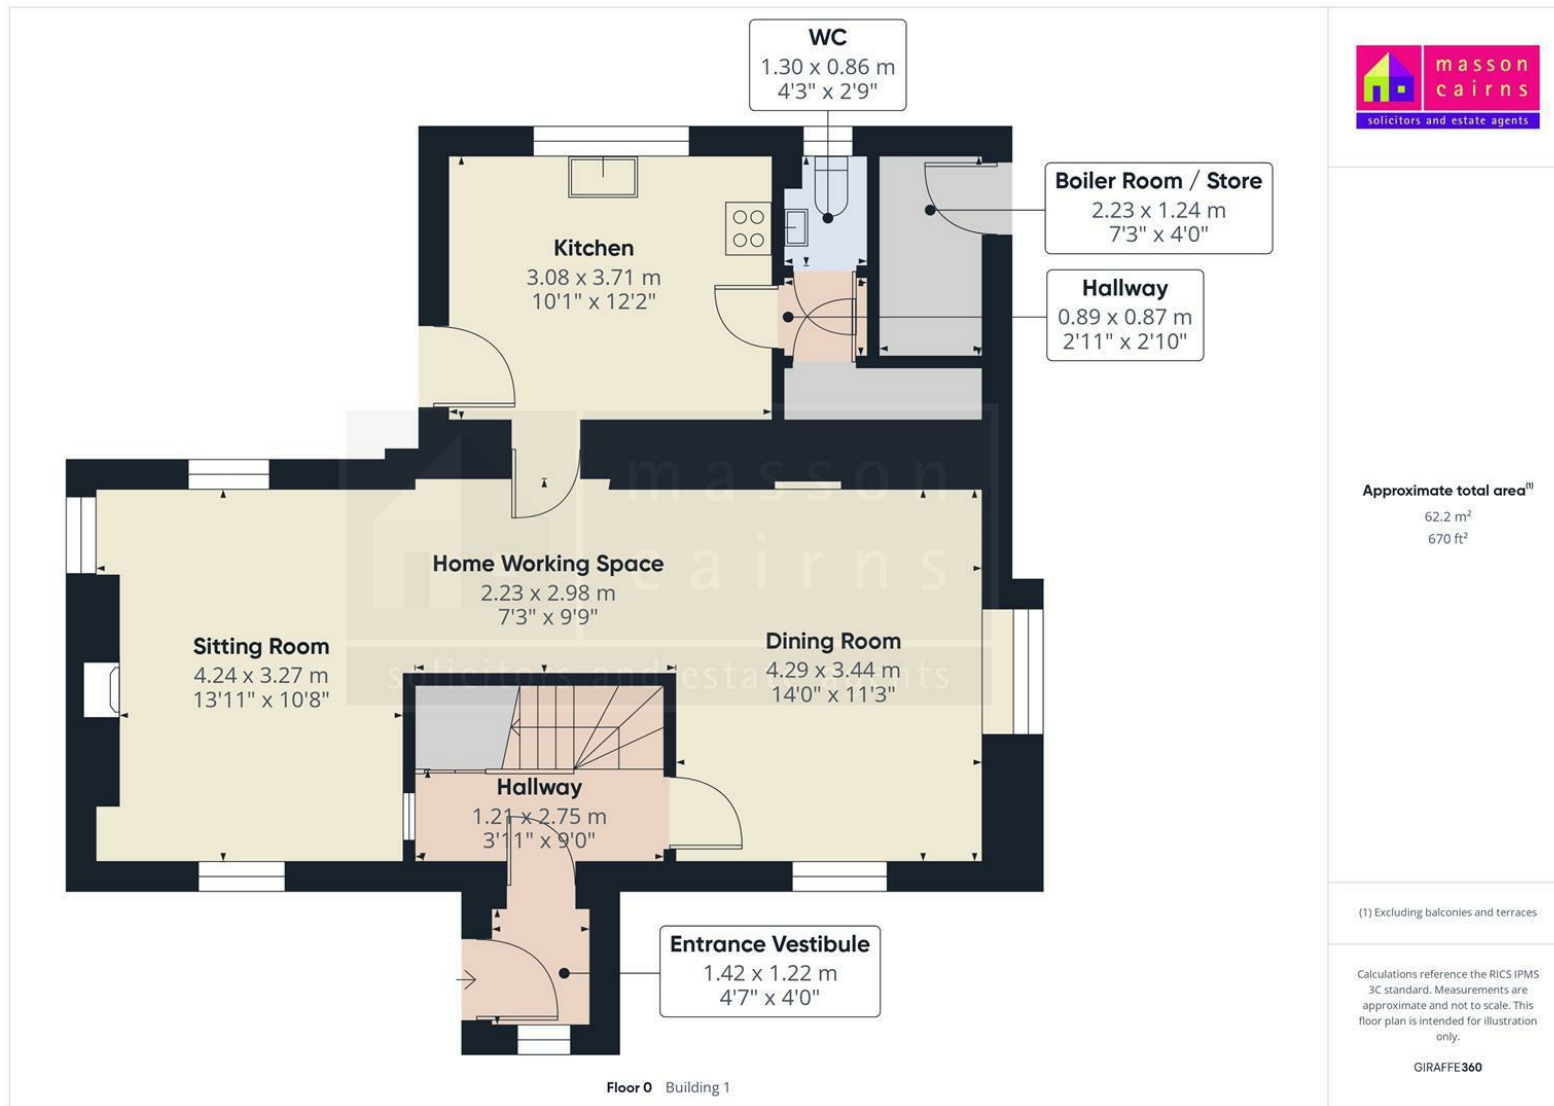 WC
1.30 x 0.86 m
4'3" x 2'9"
masson
cairns
solicitors and estate agents
Boiler Room / Store
2.23 x 1.24 m
7'3" x 4'0"
Kitchen
3.08 x 3.71 m
10'1" x 12'2"
Hallway
0.89 x 0.87 m
2'11" x 2'10"
masson
cairns
solicitors and estate agents
Home Working Space
2.23 x 2.98 m
7'3" x 9'9"
Sitting Room
4.24 x 3.27 m
13'11" x 10'8"
Dining Room
4.29 x 3.44 m
14'0" x 11'3"
Hallway
1.21 x 2.75 m
3'11" x 9'0"
Entrance Vestibule
1.42 x 1.22 m
4'7" x 4'0"
Floor 0 Building 1
Approximate total area(1)
62.2 m²
670 ft²
(1) Excluding balconies and terraces
Calculations reference the RICS IPMS
3C standard. Measurements are
approximate and not to scale. This
floor plan is intended for illustration
only.
GIRAFFE360